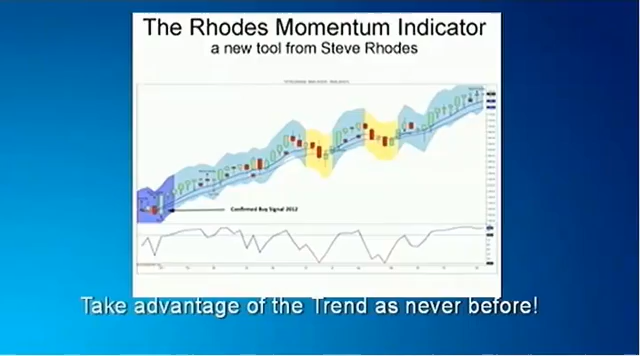 The Rhodes Momentum Indicator
a new tool from Steve Rhodes
Confirmed Buy Signal 2012
Take advantage of the Trend as never before!